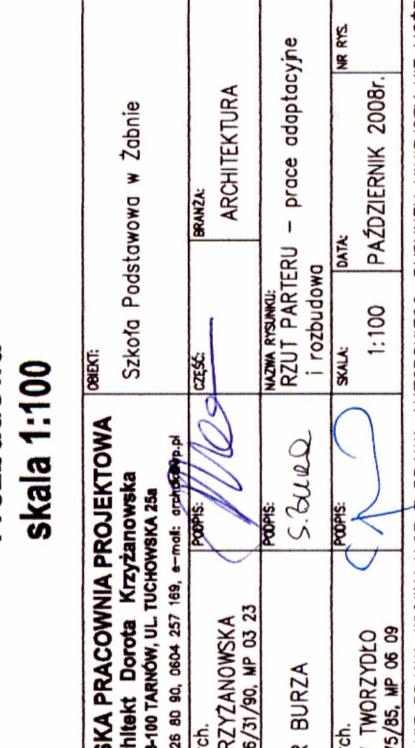 skala 1:100
SKA PRACOWNIA PROJEKTOWA
hitekt Dorota Krzyżanowska
-100 TARNÓW, UL. TUCHOWSKA 25a
26 80 90, 0604 257 169, e-mail:
OBIEKT:
Szkoła Podstawowa w Żabnie
ch.
RZYŻANOWSKA
6/31/90, MP 03 23
PODPIS:
CZĘŚĆ:
BRANŻA:
ARCHITEKTURA
R BURZA
PODPIS:
S. Burza
NAZWA RYSUNKU:
RZUT PARTERU – prace adaptacyjne
i rozbudowa
ch.
TWORZYDŁO
75/85, MP 06 09
PODPIS:
SKALA:
1:100
DATA:
PAŹDZIERNIK 2008r.
NR RYS.